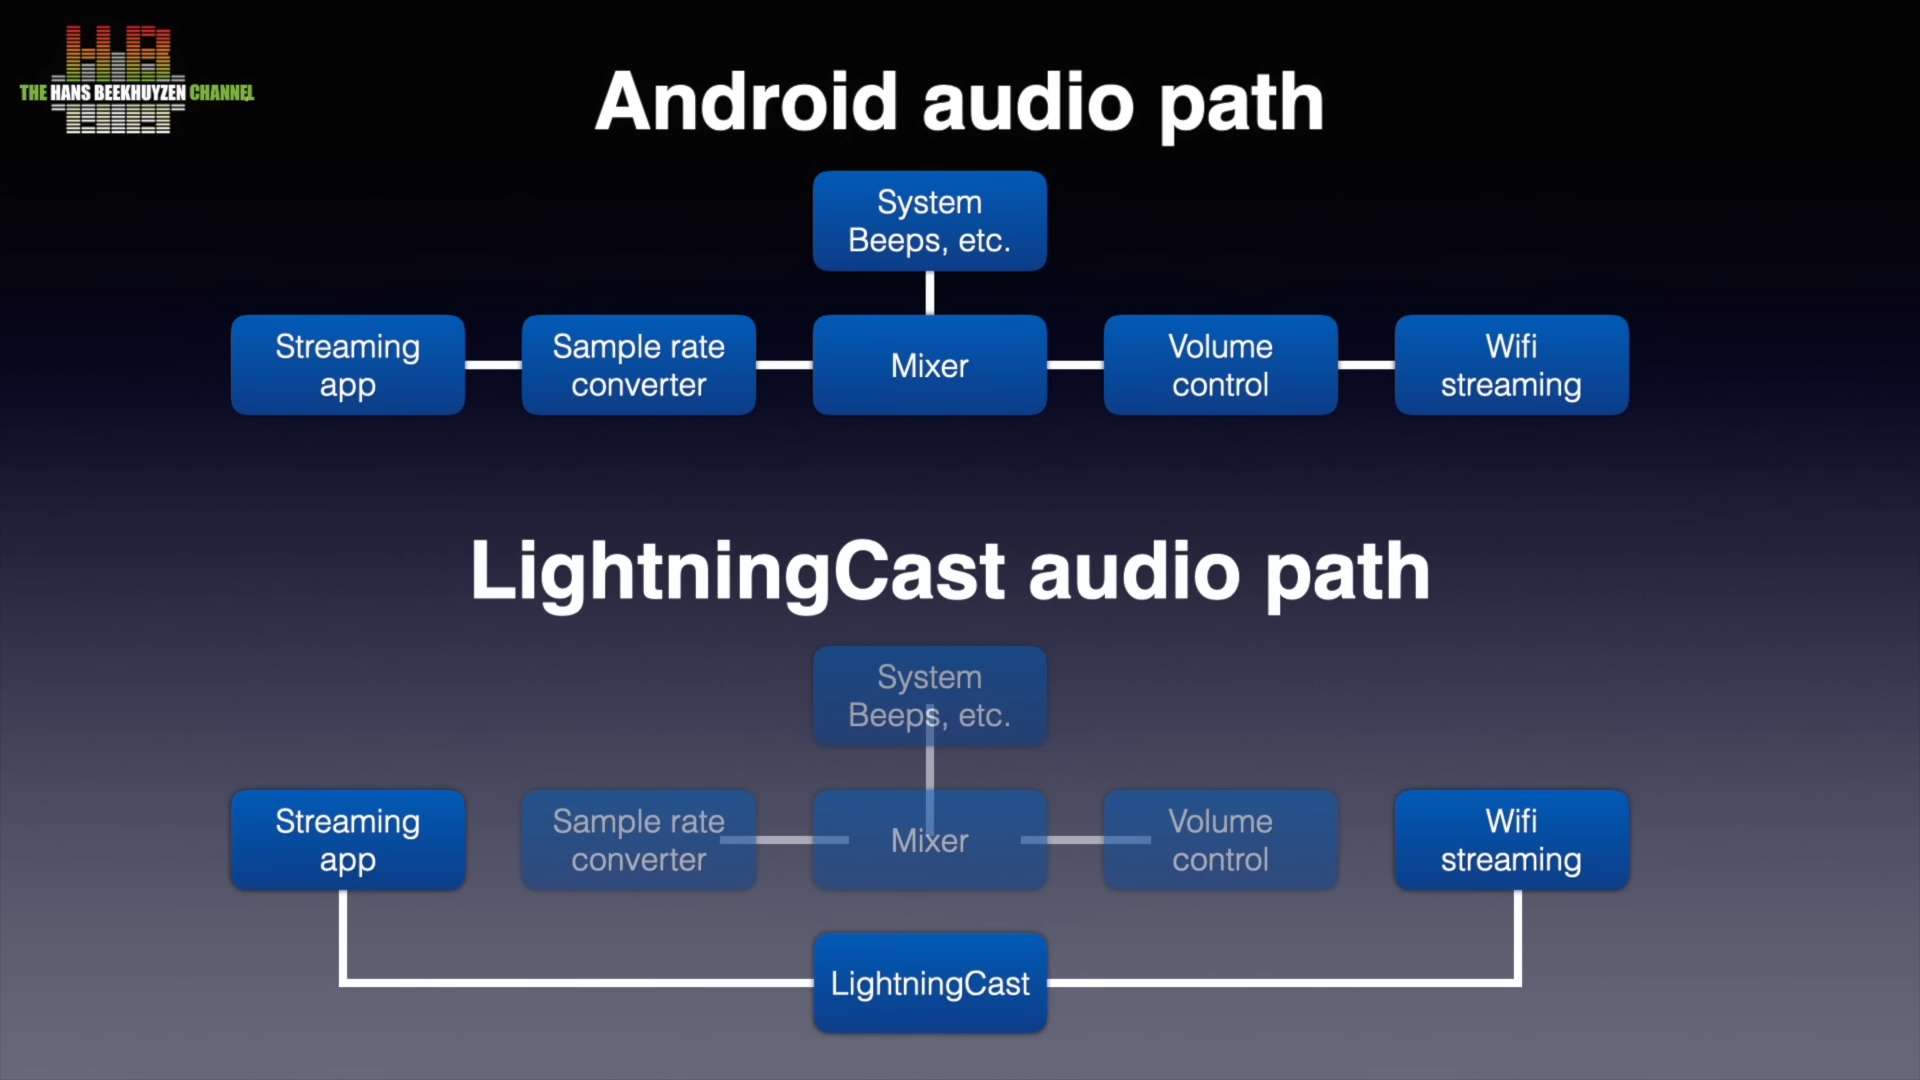 THE HANS BEEKHUYZEN CHANNEL
Android audio path
System
Beeps, etc.
Streaming
app
Sample rate
converter
Mixer
Volume
control
Wifi
streaming
LightningCast audio path
System
Beeps, etc.
Streaming
app
Sample rate
converter
Mixer
Volume
control
Wifi
streaming
LightningCast